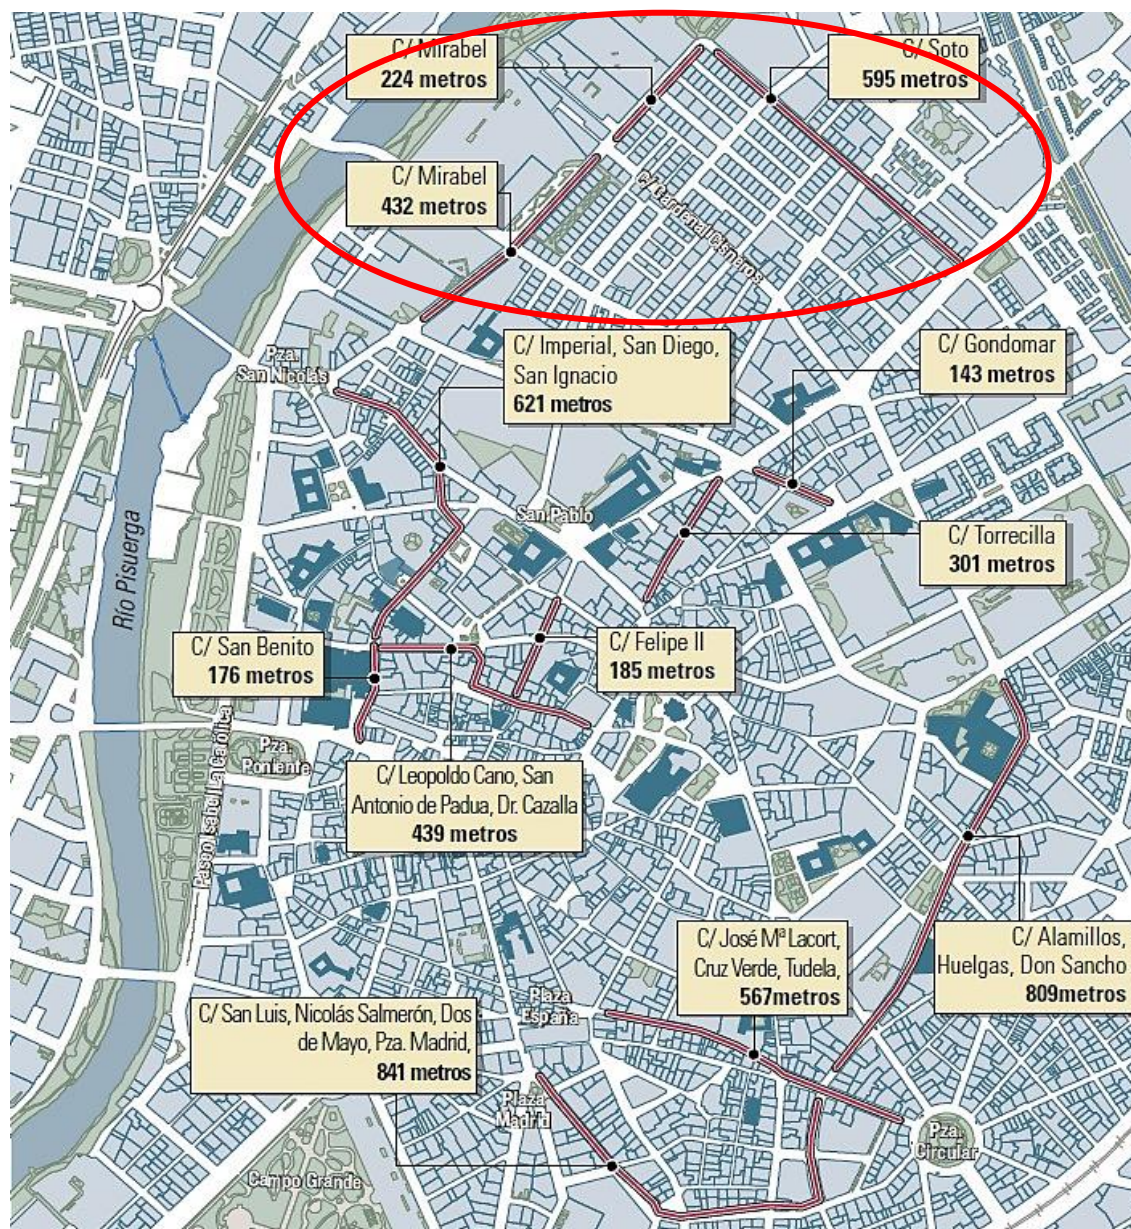 C/ Mirabel
224 metros
C/ Soto
595 metros
C/ Mirabel
432 metros
C/ Cardenal Cisneros
C/ Imperial, San Diego,
San Ignacio
621 metros
C/ Gondomar
143 metros
Pza.
San Nicolás
Río Pisuerga
San Pablo
C/ Torrecilla
301 metros
C/ San Benito
176 metros
C/ Felipe II
185 metros
Paseo Isabel la Católica
Pza.
Poniente
C/ Leopoldo Cano, San
Antonio de Padua, Dr. Cazalla
439 metros
C/ José Mª Lacort,
Cruz Verde, Tudela,
567metros
C/ Alamillos,
Huelgas, Don Sancho
809metros
Plaza
España
C/ San Luis, Nicolás Salmerón, Dos
de Mayo, Pza. Madrid,
841 metros
Plaza
Madrid
Pza.
Circular
Campo Grande